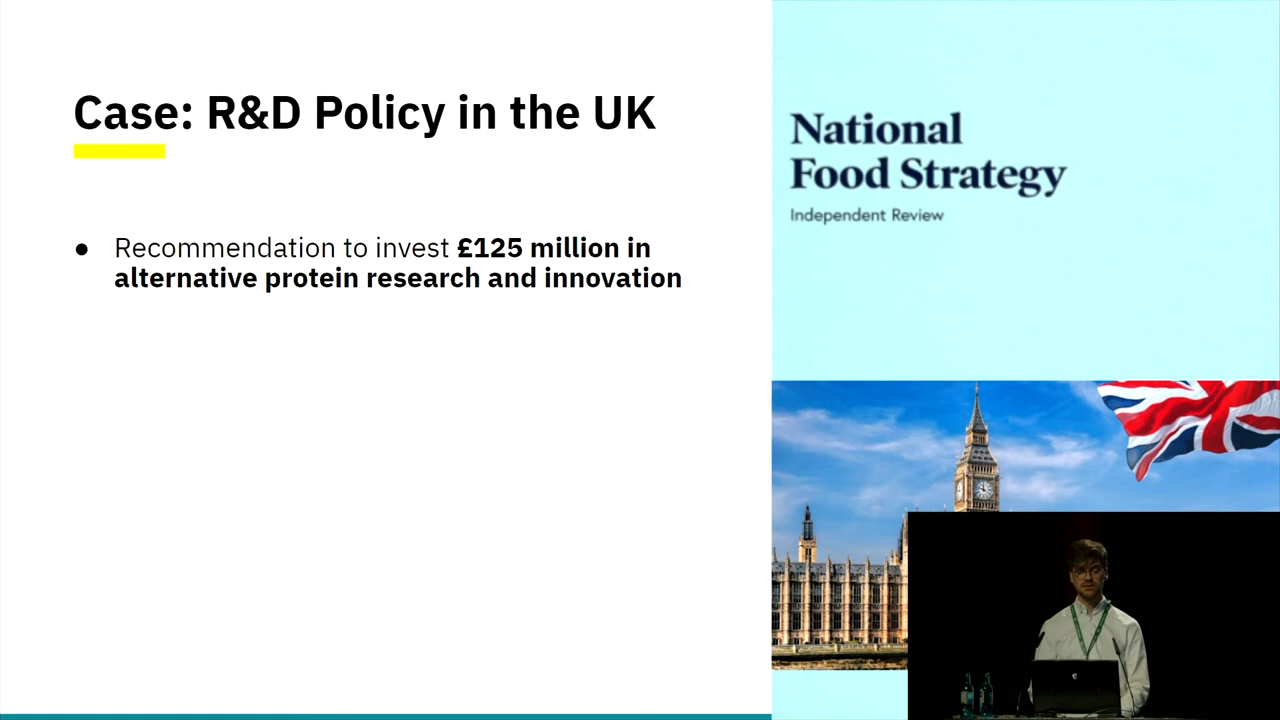 Case: R&D Policy in the UK
● Recommendation to invest £125 million in
alternative protein research and innovation
National
Food Strategy
Independent Review